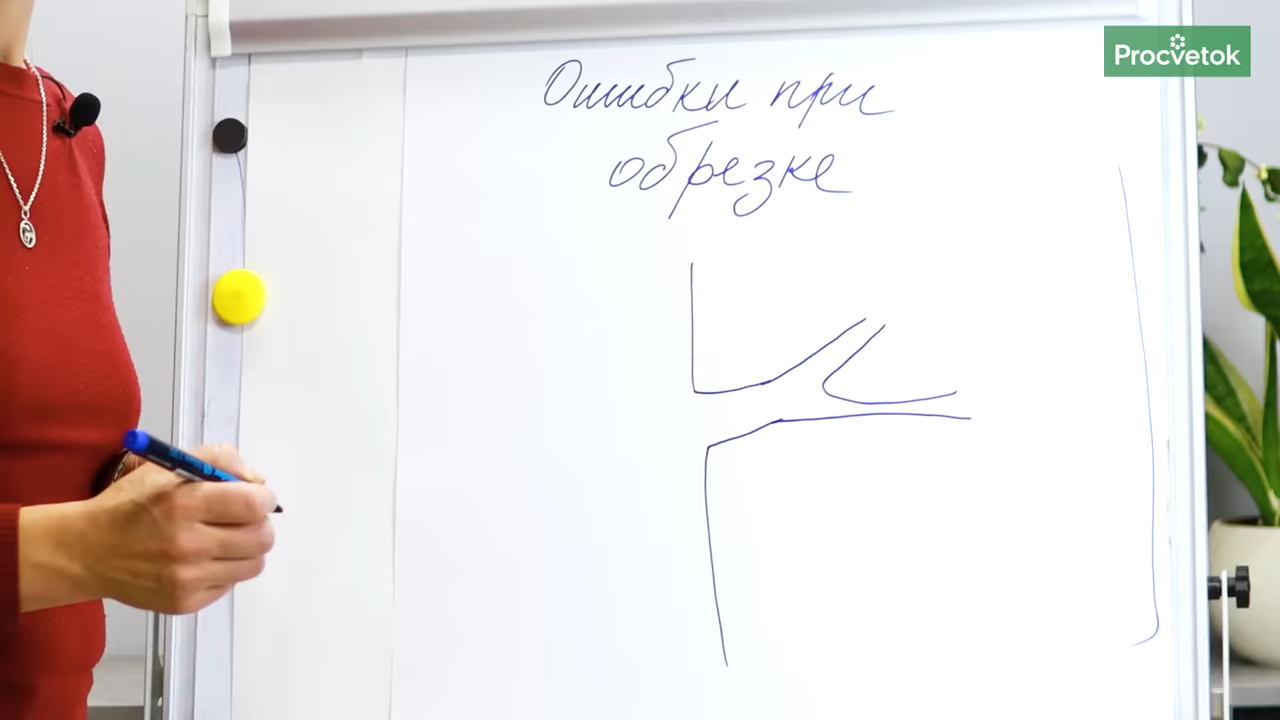 Procvetok
Ошибки при
обрезке